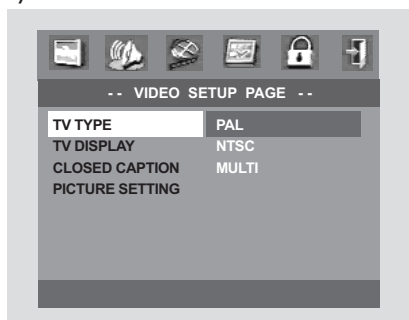 -- VIDEO SETUP PAGE --
TV TYPE PAL
TV DISPLAY NTSC
CLOSED CAPTION MULTI
PICTURE SETTING